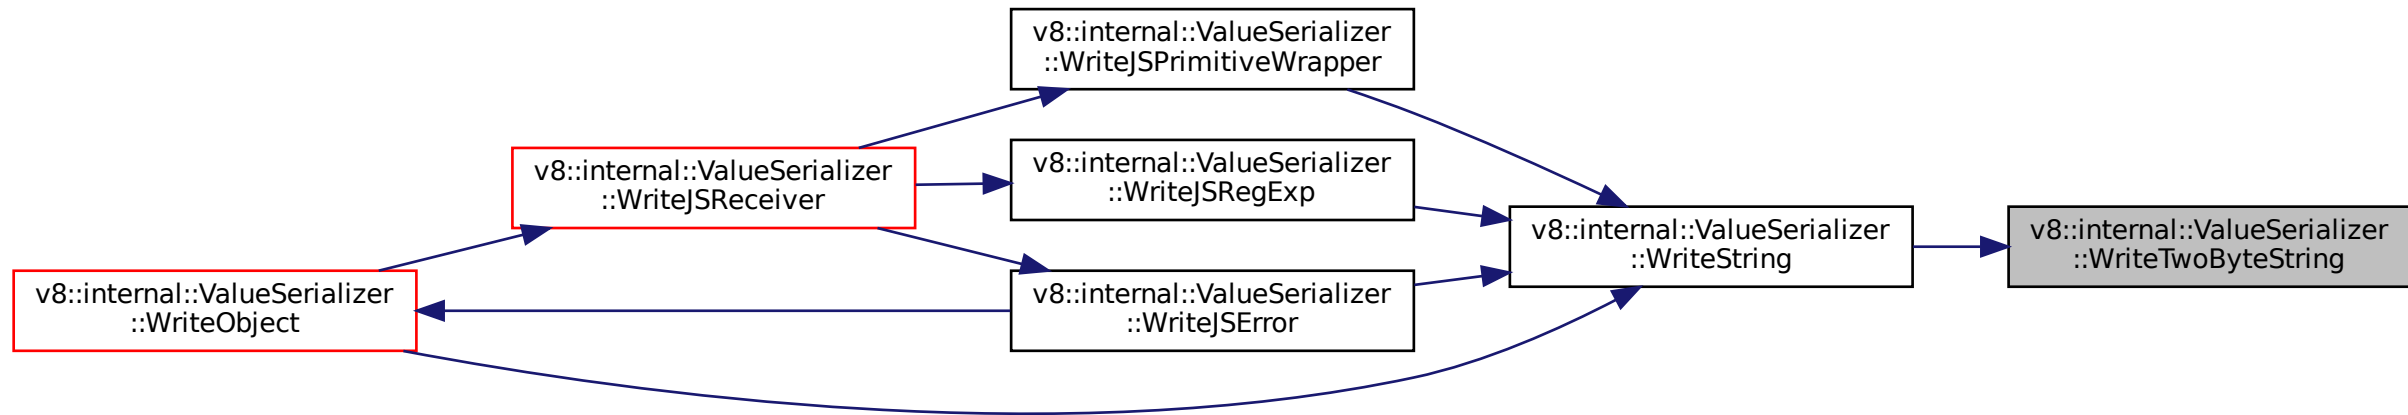 v8::internal::ValueSerializer
::WriteJSPrimitiveWrapper
v8::internal::ValueSerializer
::WriteJSReceiver
v8::internal::ValueSerializer
::WriteJSRegExp
v8::internal::ValueSerializer
::WriteString
v8::internal::ValueSerializer
::WriteTwoByteString
v8::internal::ValueSerializer
::WriteObject
v8::internal::ValueSerializer
::WriteJSError